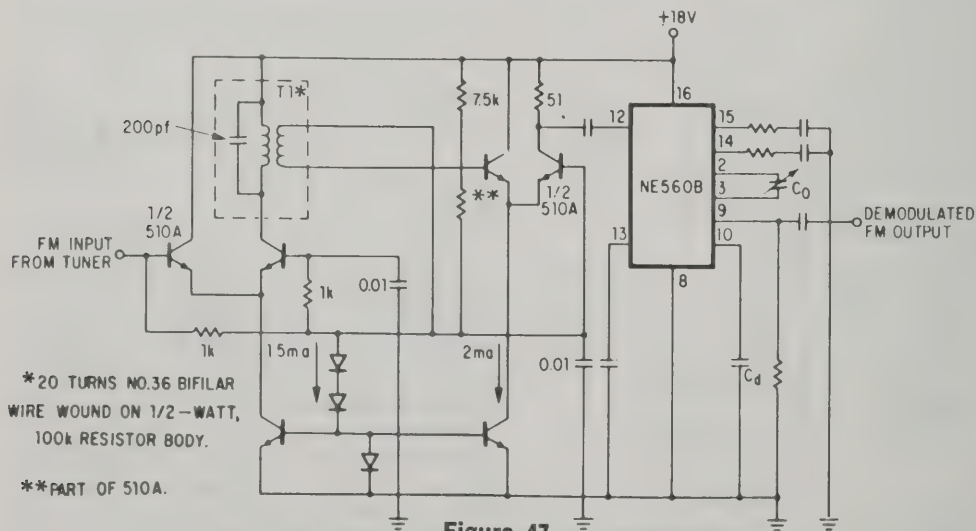 +18V
T1*
200pf
7.5k
51
16
12
15
14
2
3
9
10
13
8
NE560B
C₀
1/2
510A
**
1/2
510A
FM INPUT
FROM TUNER
DEMODULATED
FM OUTPUT
1k
0.01
1k
1.5ma
2ma
0.01
C_d
*20 TURNS NO.36 BIFILAR
WIRE WOUND ON 1/2-WATT,
100k RESISTOR BODY.
**PART OF 510A.
Figure 47